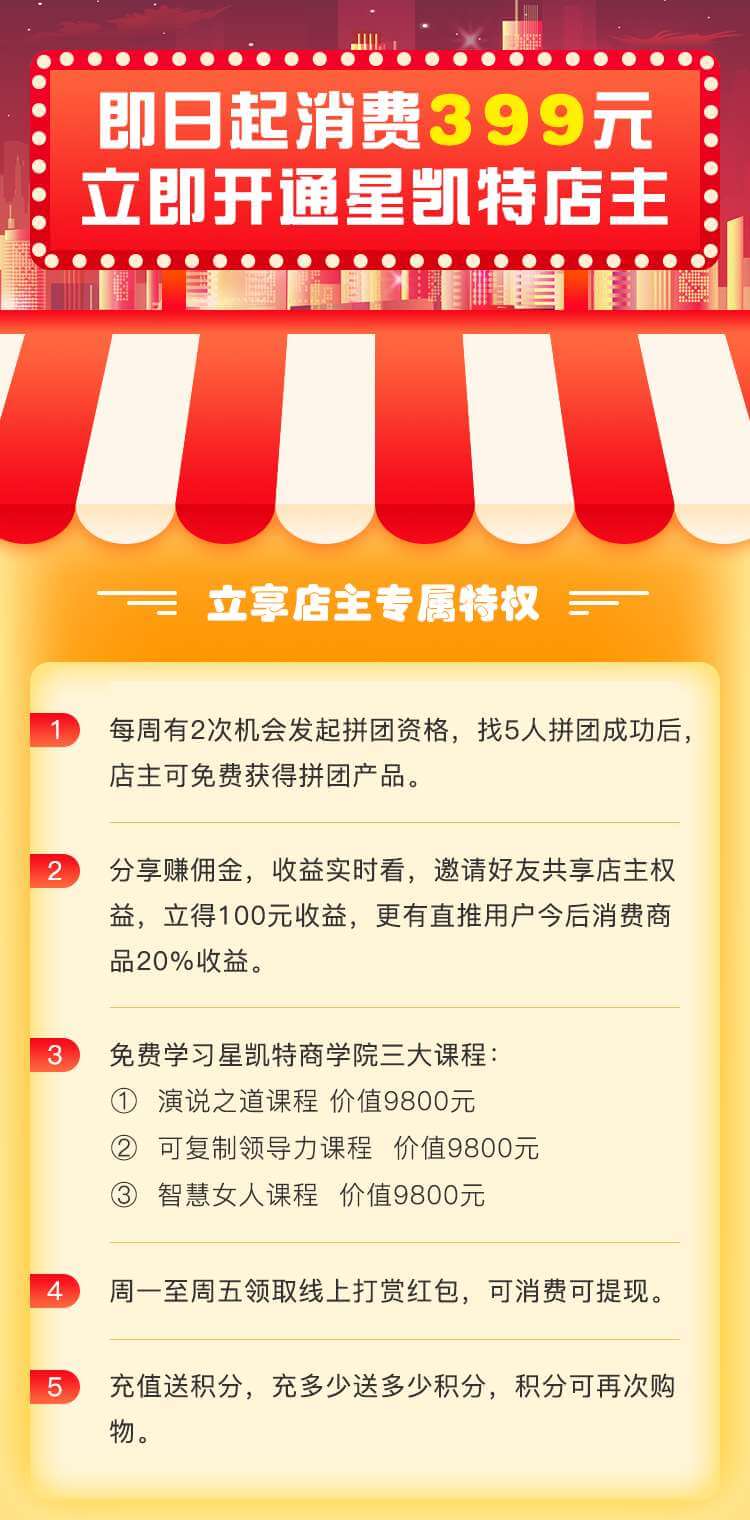 即日起消费399元
立即开通星凯特店主
立享店主专属特权
1 每周有2次机会发起拼团资格，找5人拼团成功后，
店主可免费获得拼团产品。
2 分享赚佣金，收益实时看，邀请好友共享店主权
益，立得100元收益，更有直推用户今后消费商
品20%收益。
3 免费学习星凯特商学院三大课程：
① 演说之道课程 价值9800元
② 可复制领导力课程 价值9800元
③ 智慧女人课程 价值9800元
4 周一至周五领取线上打赏红包，可消费可提现。
5 充值送积分，充多少送多少积分，积分可再次购
物。